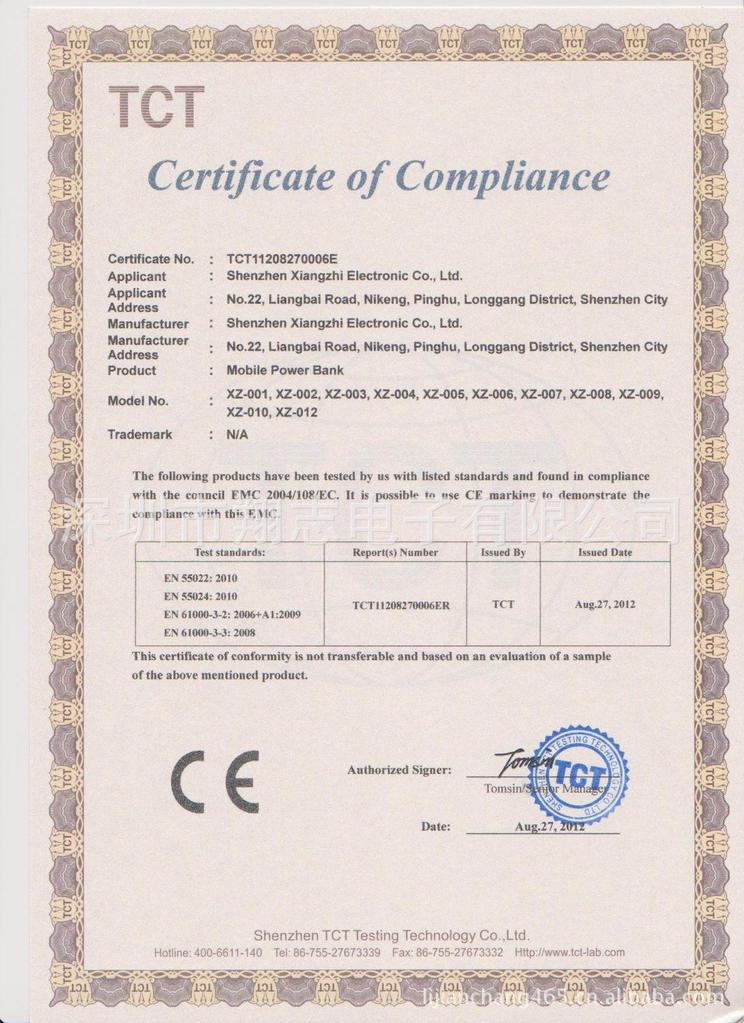 TCT
Certificate of Compliance
Certificate No. : TCT11208270006E
Applicant : Shenzhen Xiangzhi Electronic Co., Ltd.
Applicant Address : No.22, Liangbai Road, Nikeng, Pinghu, Longgang District, Shenzhen City
Manufacturer : Shenzhen Xiangzhi Electronic Co., Ltd.
Manufacturer Address : No.22, Liangbai Road, Nikeng, Pinghu, Longgang District, Shenzhen City
Product : Mobile Power Bank
Model No. : XZ-001, XZ-002, XZ-003, XZ-004, XZ-005, XZ-006, XZ-007, XZ-008, XZ-009,
XZ-010, XZ-012
Trademark : N/A
The following products have been tested by us with listed standards and found in compliance
with the council EMC 2004/108/EC. It is possible to use CE marking to demonstrate the
compliance with this EMC.
深圳市翔志电子有限公司
Test standards: Report(s) Number Issued By Issued Date
EN 55022: 2010
EN 55024: 2010
EN 61000-3-2: 2006+A1:2009
EN 61000-3-3: 2008
TCT11208270006ER TCT Aug.27, 2012
This certificate of conformity is not transferable and based on an evaluation of a sample
of the above mentioned product.
CE
Authorized Signer: Tomsin
Tomsin/Senior Manager
SHENZHEN TCT TESTING TECHNOLOGY CO., LTD
TCT
Date: Aug.27, 2012
Shenzhen TCT Testing Technology Co.,Ltd.
Hotline: 400-6611-140 Tel: 86-755-27673339 Fax: 86-755-27673332 Http://www.tct-lab.com